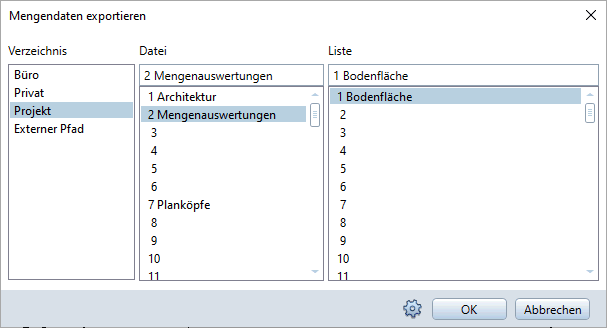 Mengendaten exportieren
Verzeichnis
Büro
Privat
Projekt
Externer Pfad
Datei
2 Mengenauswertungen
1 Architektur
2 Mengenauswertungen
3
4
5
6
7 Planköpfe
8
9
10
11
Liste
1 Bodenfläche
1 Bodenfläche
2
3
4
5
6
7
8
9
10
11
OK
Abbrechen